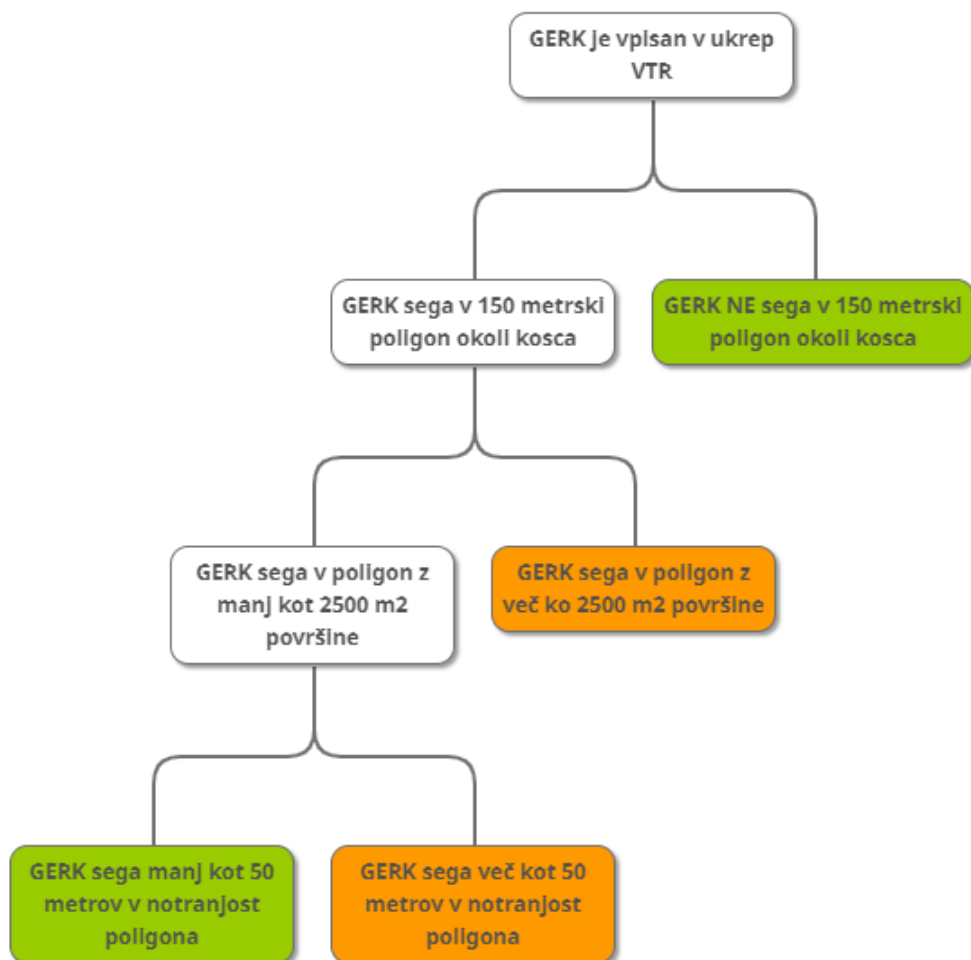 GERK je vpisan v ukrep
VTR
GERK sega v 150 metrski
poligon okoli kosca
GERK NE sega v 150 metrski
poligon okoli kosca
GERK sega v poligon z
manj kot 2500 m2
površine
GERK sega v poligon z
več ko 2500 m2 površine
GERK sega manj kot 50
metrov v notranjost
poligona
GERK sega več kot 50
metrov v notranjost
poligona